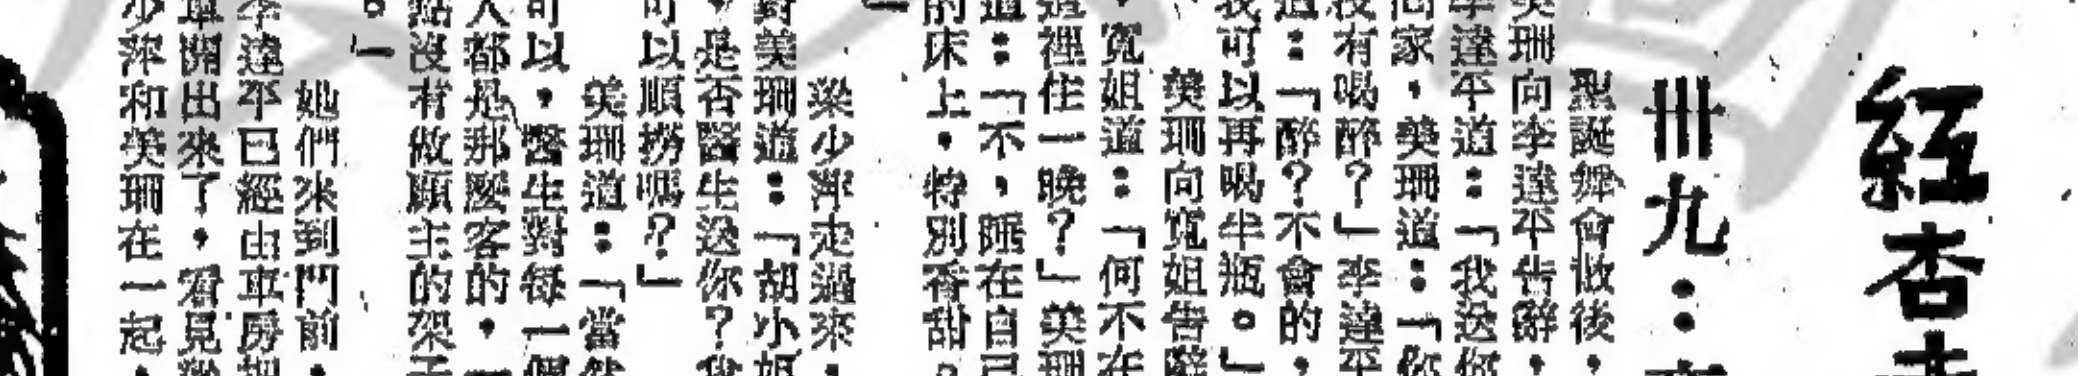 紅杏
卅九：
聖誕舞會散後，
美珊向李達平告辭，
李達平道：「我送你
回家，美珊道：「你
沒有喝醉？」李達平
道：「醉？不會的，
我可以再喝半瓶。」
美珊向寬姐告辭
，寬姐道：「何不在
這裡住一晚？」美珊
道：「不，睡在自己
的床上，特別香甜。
」
梁少萍走過來，
對美珊道：「胡小姐
，是否醫生送你？我
可以順撈嗎？」
美珊道：「當然
可以，醫生對每一個
人都是那麼客的，一
點沒有做顧主的架子
。」
她們來到門前，
李達平已經由車房把
車開出來了，看見梁
少萍和美珊在一起，